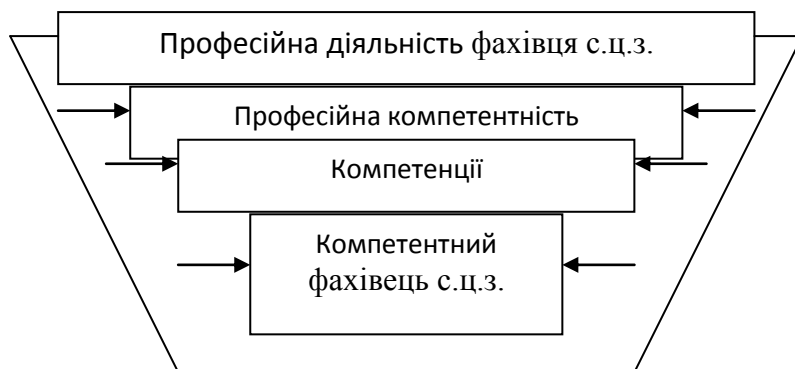 Професійна діяльність фахівця с.ц.з.
Професійна компетентність
Компетенції
Компетентний
фахівець с.ц.з.